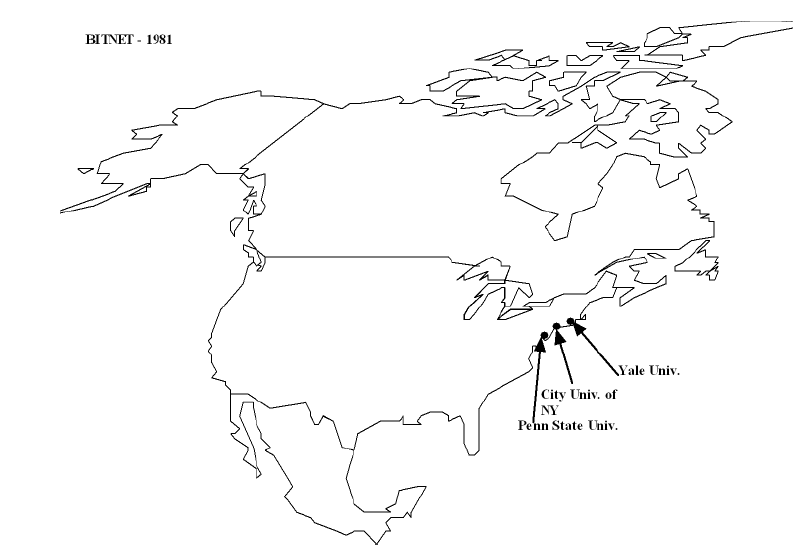 BITNET - 1981
Yale Univ.
City Univ. of
NY
Penn State Univ.